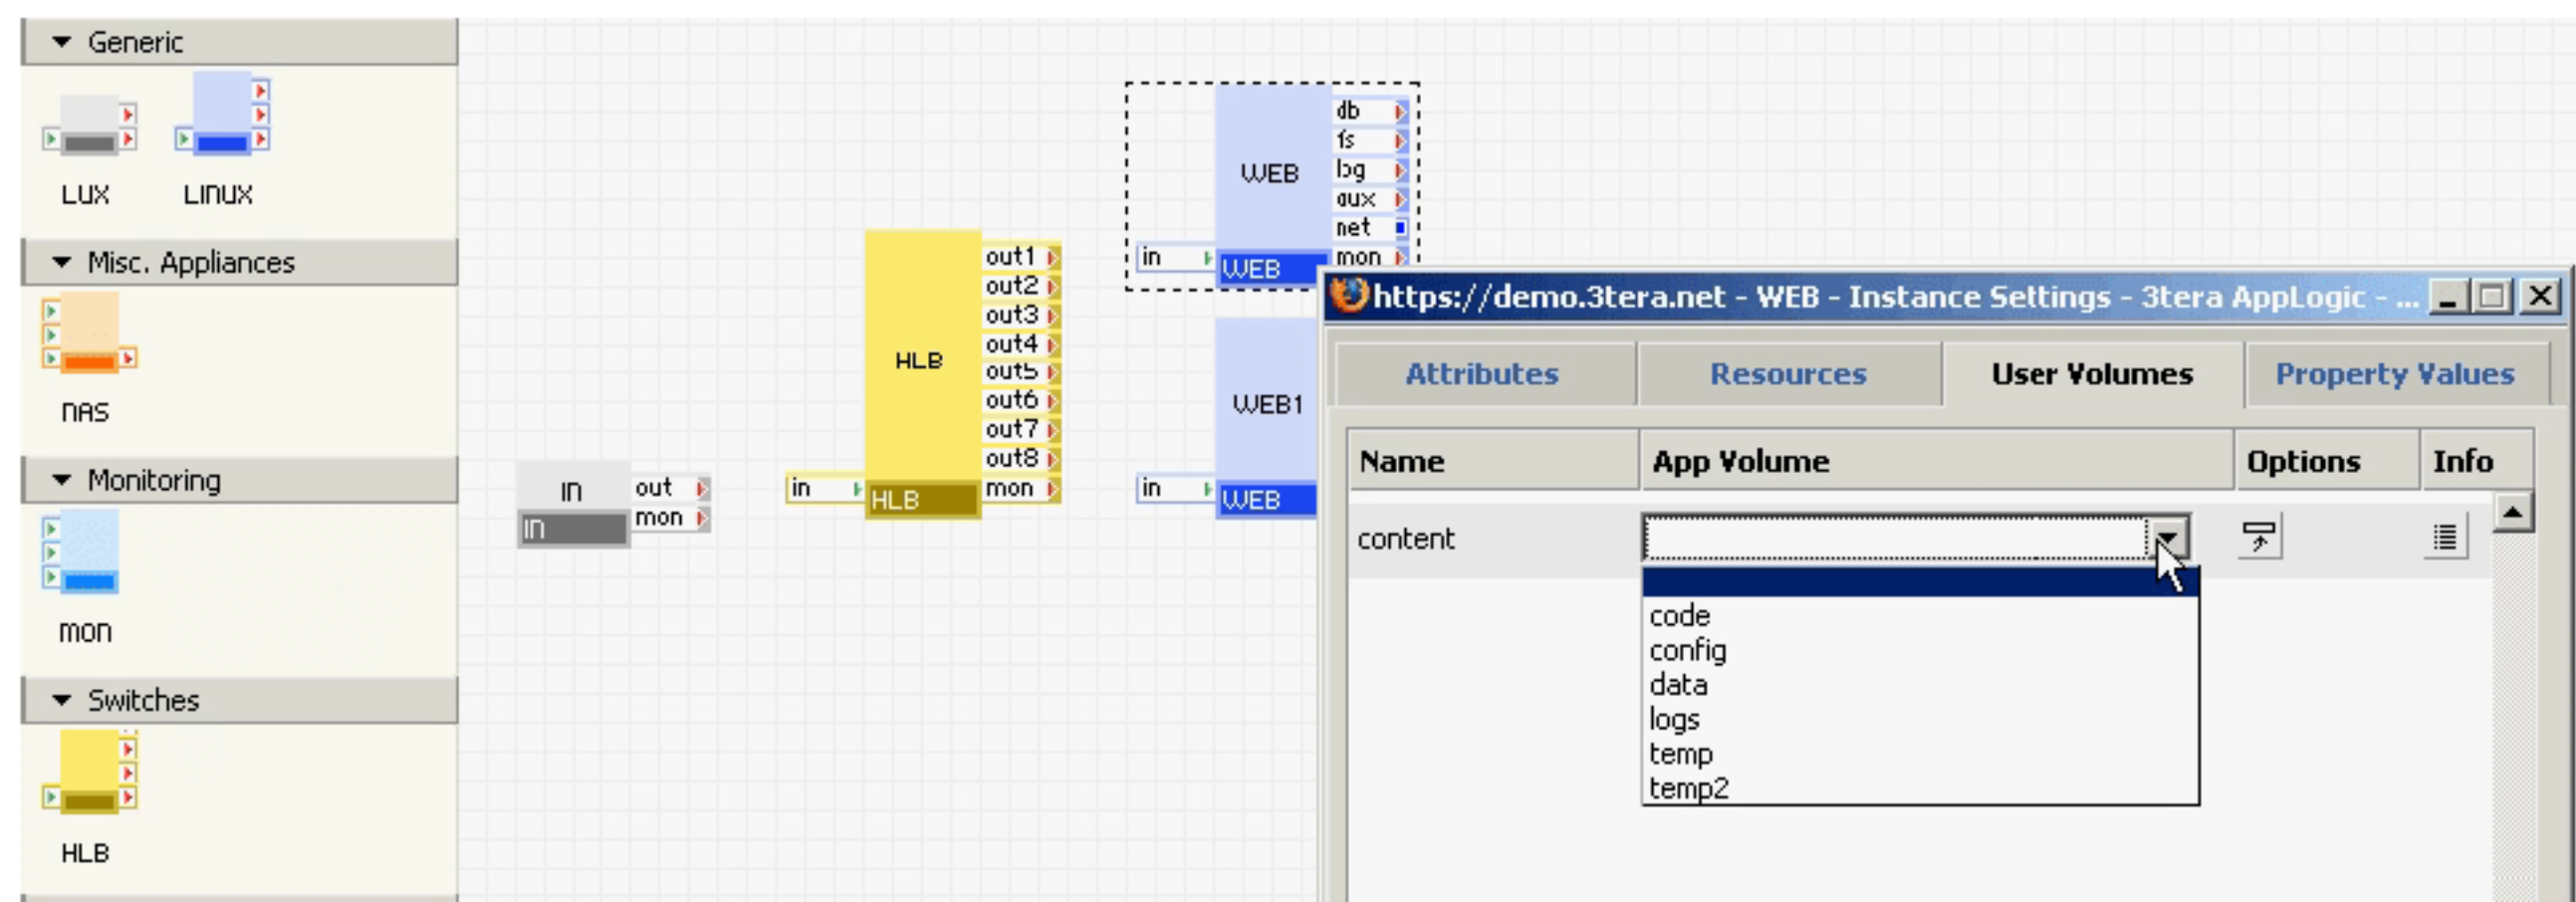 Generic
LUX LINUX
Misc. Appliances
NAS
Monitoring
MON
Switches
HLB
IN
out
mon
IN
HLB
in
HLB
out1
out2
out3
out4
out5
out6
out7
out8
mon
WEB
in
WEB
db
fs
log
aux
net
mon
WEB1
in
WEB
https://demo.3tera.net - WEB - Instance Settings - 3tera AppLogic - ...
Attributes Resources User Volumes Property Values
Name App Volume Options Info
content
code
config
data
logs
temp
temp2